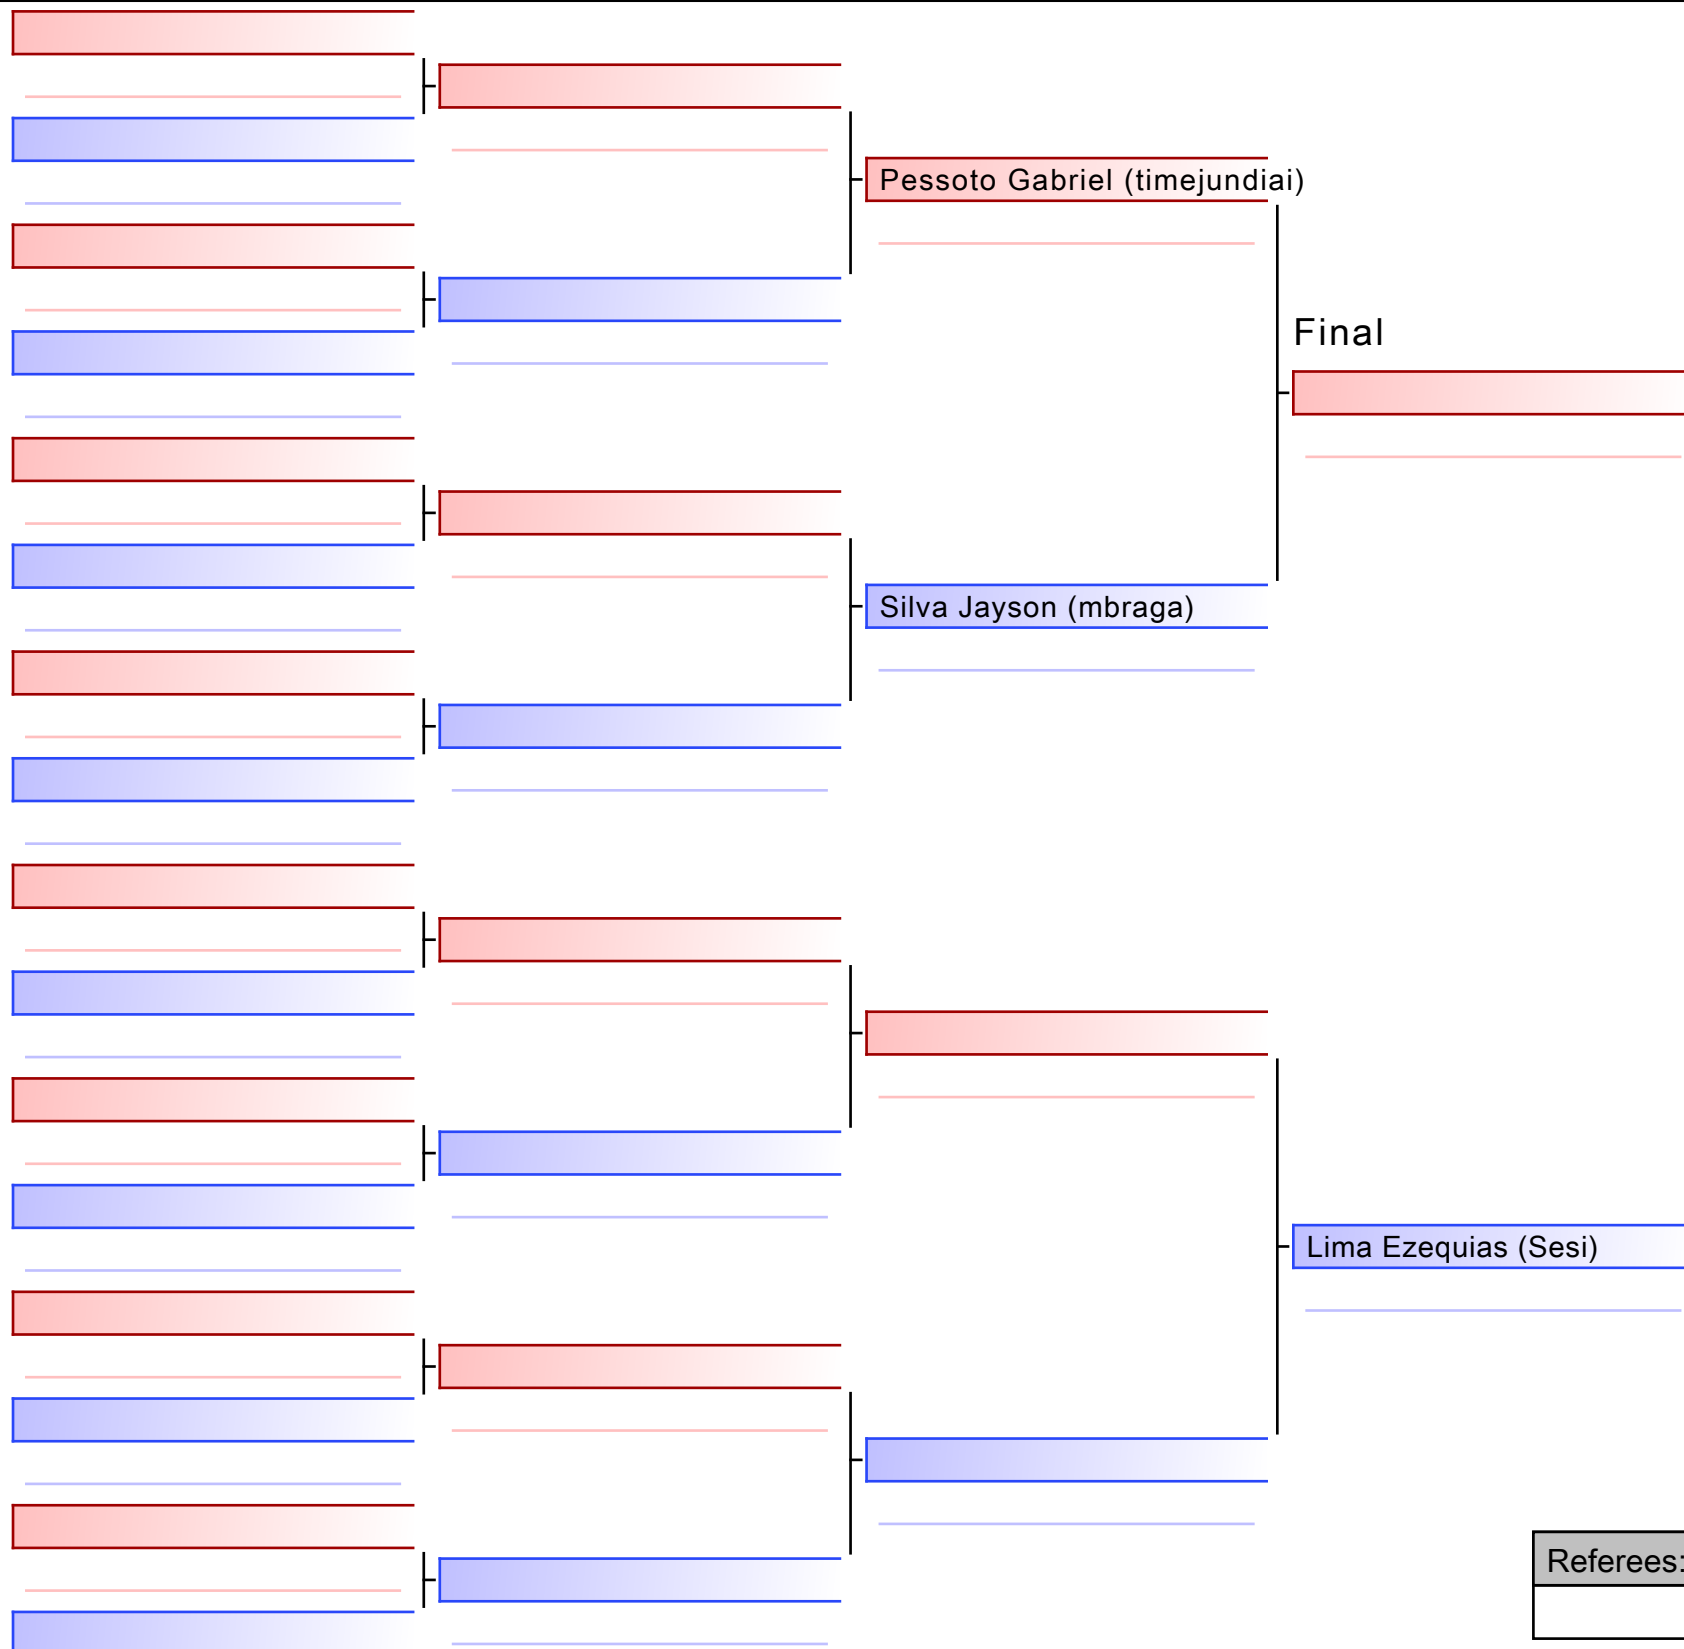 Pessoto Gabriel (timejundiai)
Final
Silva Jayson (mbraga)
Lima Ezequias (Sesi)
Referees: